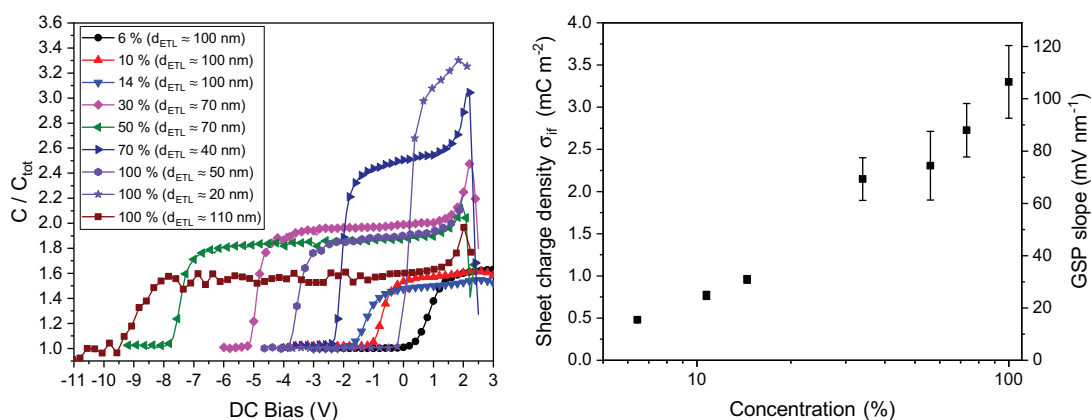 3.6
3.4
3.2
3.0
2.8
2.6
2.4
2.2
2.0
1.8
1.6
1.4
1.2
1.0
C / C_tot
6 % (d_ETL ≈ 100 nm)
10 % (d_ETL ≈ 100 nm)
14 % (d_ETL ≈ 100 nm)
30 % (d_ETL ≈ 70 nm)
50 % (d_ETL ≈ 70 nm)
70 % (d_ETL ≈ 40 nm)
100 % (d_ETL ≈ 50 nm)
100 % (d_ETL ≈ 20 nm)
100 % (d_ETL ≈ 110 nm)
-11 -10 -9 -8 -7 -6 -5 -4 -3 -2 -1 0 1 2 3
DC Bias (V)
Sheet charge density σ_if (mC m⁻²)
4.0
3.5
3.0
2.5
2.0
1.5
1.0
0.5
0.0
120
100
80
60
40
20
0
GSP slope (mV nm⁻¹)
10 100
Concentration (%)